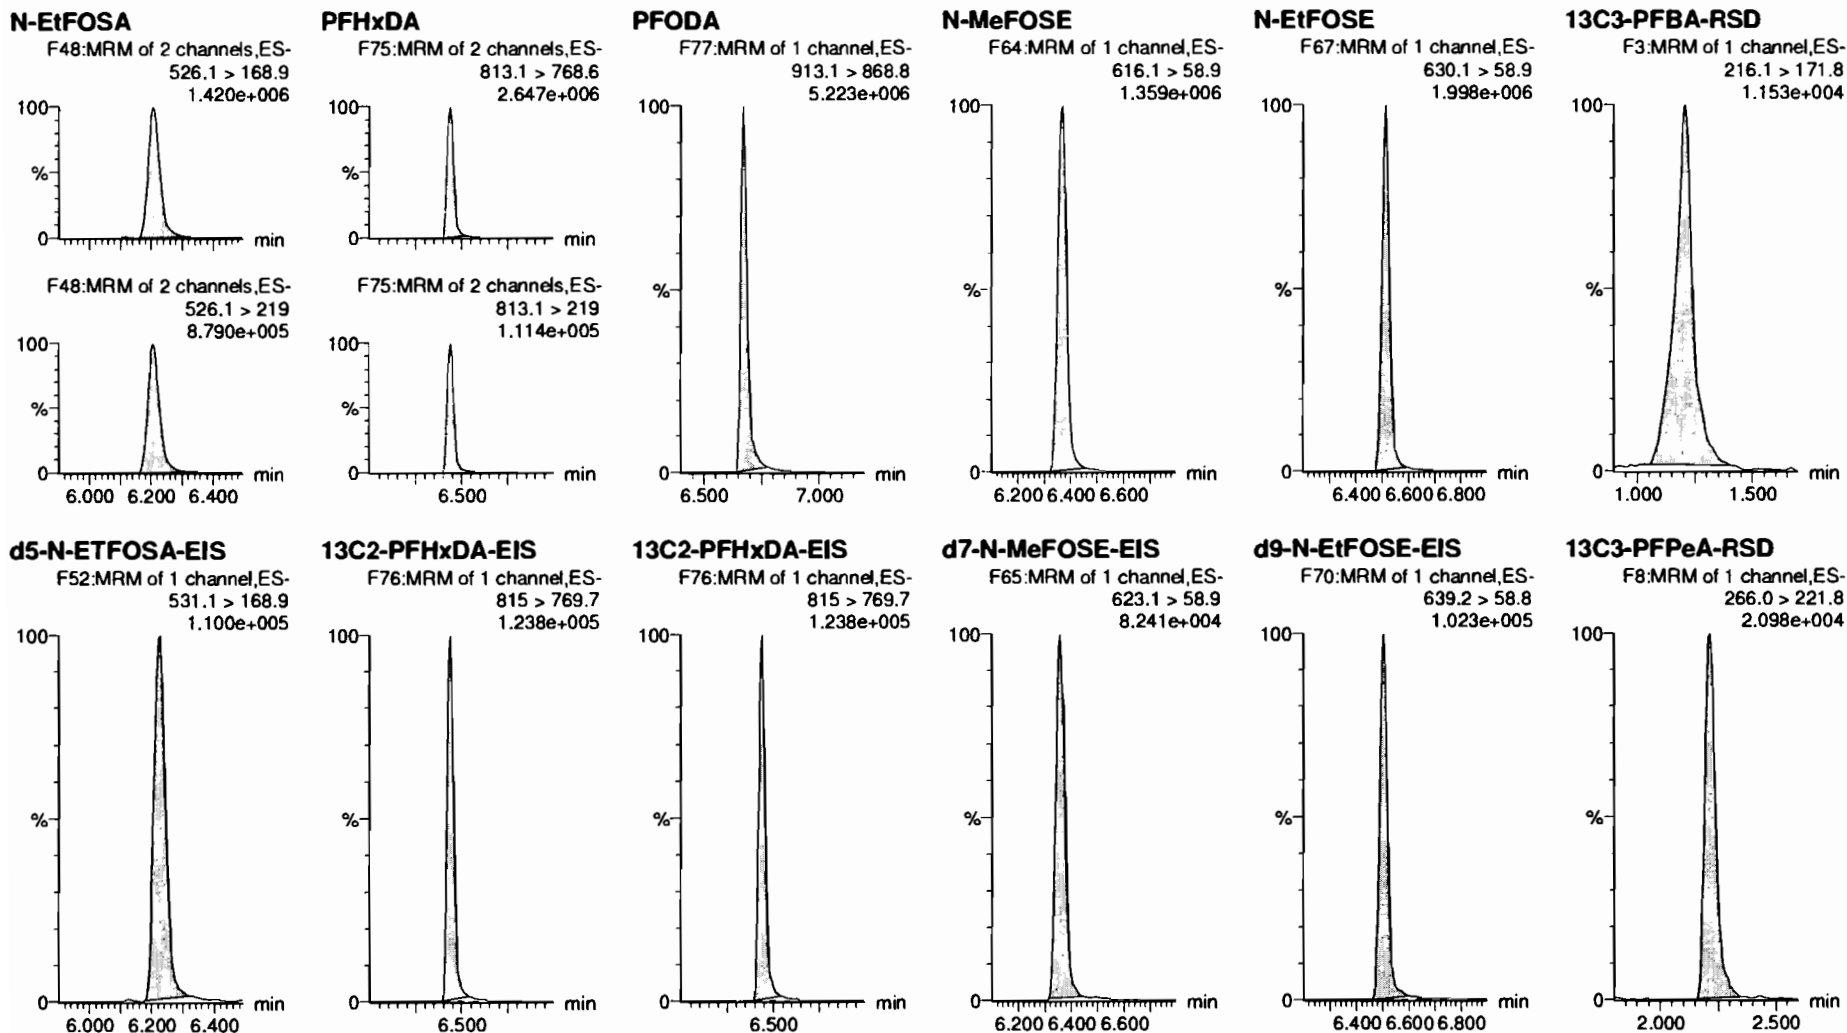 N-EtFOSA
F48:MRM of 2 channels,ES-
526.1 > 168.9
1.420e+006
100
%
0
min
F48:MRM of 2 channels,ES-
526.1 > 219
8.790e+005
100
%
0
min
6.000 6.200 6.400
PFHxDA
F75:MRM of 2 channels,ES-
813.1 > 768.6
2.647e+006
100
%
0
min
F75:MRM of 2 channels,ES-
813.1 > 219
1.114e+005
100
%
0
min
6.500
PFODA
F77:MRM of 1 channel,ES-
913.1 > 868.8
5.223e+006
100
%
0
min
6.500 7.000
N-MeFOSE
F64:MRM of 1 channel,ES-
616.1 > 58.9
1.359e+006
100
%
0
min
6.200 6.400 6.600
N-EtFOSE
F67:MRM of 1 channel,ES-
630.1 > 58.9
1.998e+006
100
%
0
min
6.400 6.600 6.800
13C3-PFBA-RSD
F3:MRM of 1 channel,ES-
216.1 > 171.8
1.153e+004
100
%
0
min
1.000 1.500
d5-N-ETFOSA-EIS
F52:MRM of 1 channel,ES-
531.1 > 168.9
1.100e+005
100
%
0
min
6.000 6.200 6.400
13C2-PFHxDA-EIS
F76:MRM of 1 channel,ES-
815 > 769.7
1.238e+005
100
%
0
min
6.500
13C2-PFHxDA-EIS
F76:MRM of 1 channel,ES-
815 > 769.7
1.238e+005
100
%
0
min
6.500
d7-N-MeFOSE-EIS
F65:MRM of 1 channel,ES-
623.1 > 58.9
8.241e+004
100
%
0
min
6.200 6.400 6.600
d9-N-EtFOSE-EIS
F70:MRM of 1 channel,ES-
639.2 > 58.8
1.023e+005
100
%
0
min
6.400 6.600 6.800
13C3-PFPeA-RSD
F8:MRM of 1 channel,ES-
266.0 > 221.8
2.098e+004
100
%
0
min
2.000 2.500